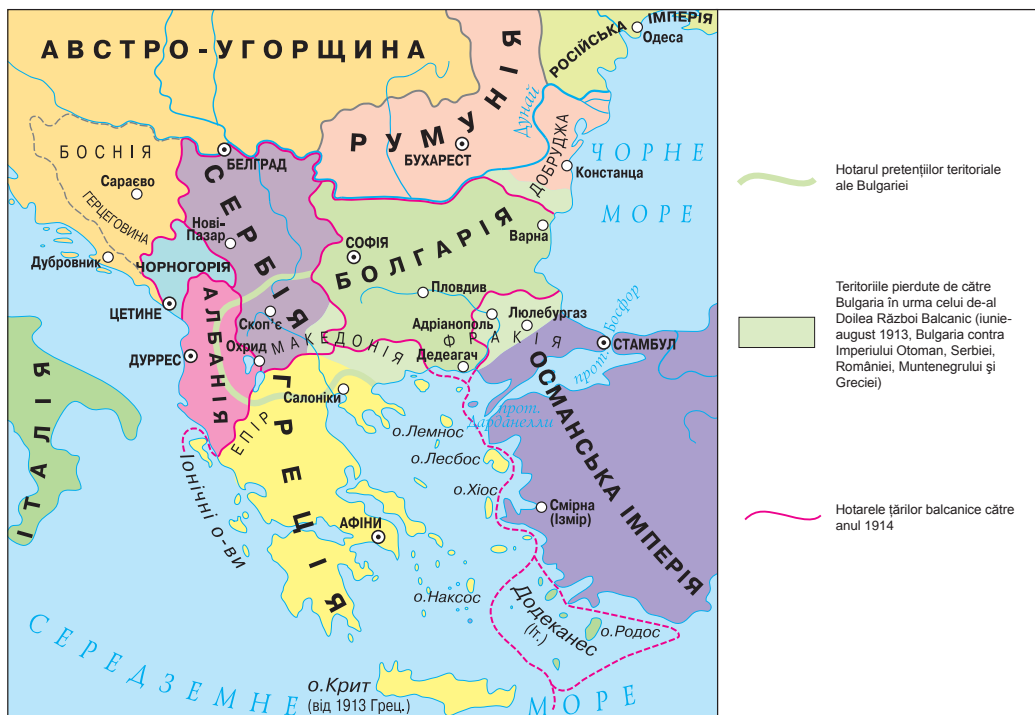 АВСТРО-УГОРЩИНА
РОСІЙСЬКА
ІМПЕРІЯ
Одеса
РУМУНІЯ
БУХАРЕСТ
Дунай
ДОБРУДЖА
Констанца
ЧОРНЕ
МОРЕ
БОСНІЯ
Сараєво
ГЕРЦЕГОВИНА
Дубровник
БЕЛГРАД
СЕРБІЯ
Нові-
Пазар
ЧОРНОГОРІЯ
ЦЕТИНЕ
СОФІЯ
БОЛГАРІЯ
Варна
Пловдив
Адріанополь
Люлебургаз
ФРАКІЯ
Дедеагач
прот. Босфор
СТАМБУЛ
Скоп'є
Охрид
МАКЕДОНІЯ
АЛБАНІЯ
ДУРРЕС
ІТАЛІЯ
ЕПІР
Салоніки
ГРЕЦІЯ
АФІНИ
Іонічні о-ви
прот.
Дарданелли
ОСМАНСЬКА ІМПЕРІЯ
о.Лемнос
о.Лесбос
о.Хіос
Смірна
(Ізмір)
о.Наксос
Додеканес
(Іт.)
о.Родос
о.Крит
(від 1913 Грец.)
СЕРЕДЗЕМНЕ
МОРЕ
Hotarul pretențiilor teritoriale
ale Bulgariei
Teritoriile pierdute de către
Bulgaria în urma celui de-al
Doilea Război Balcanic (iunie-
august 1913, Bulgaria contra
Imperiului Otoman, Serbiei,
României, Muntenegrului și
Greciei)
Hotarele țărilor balcanice către
anul 1914